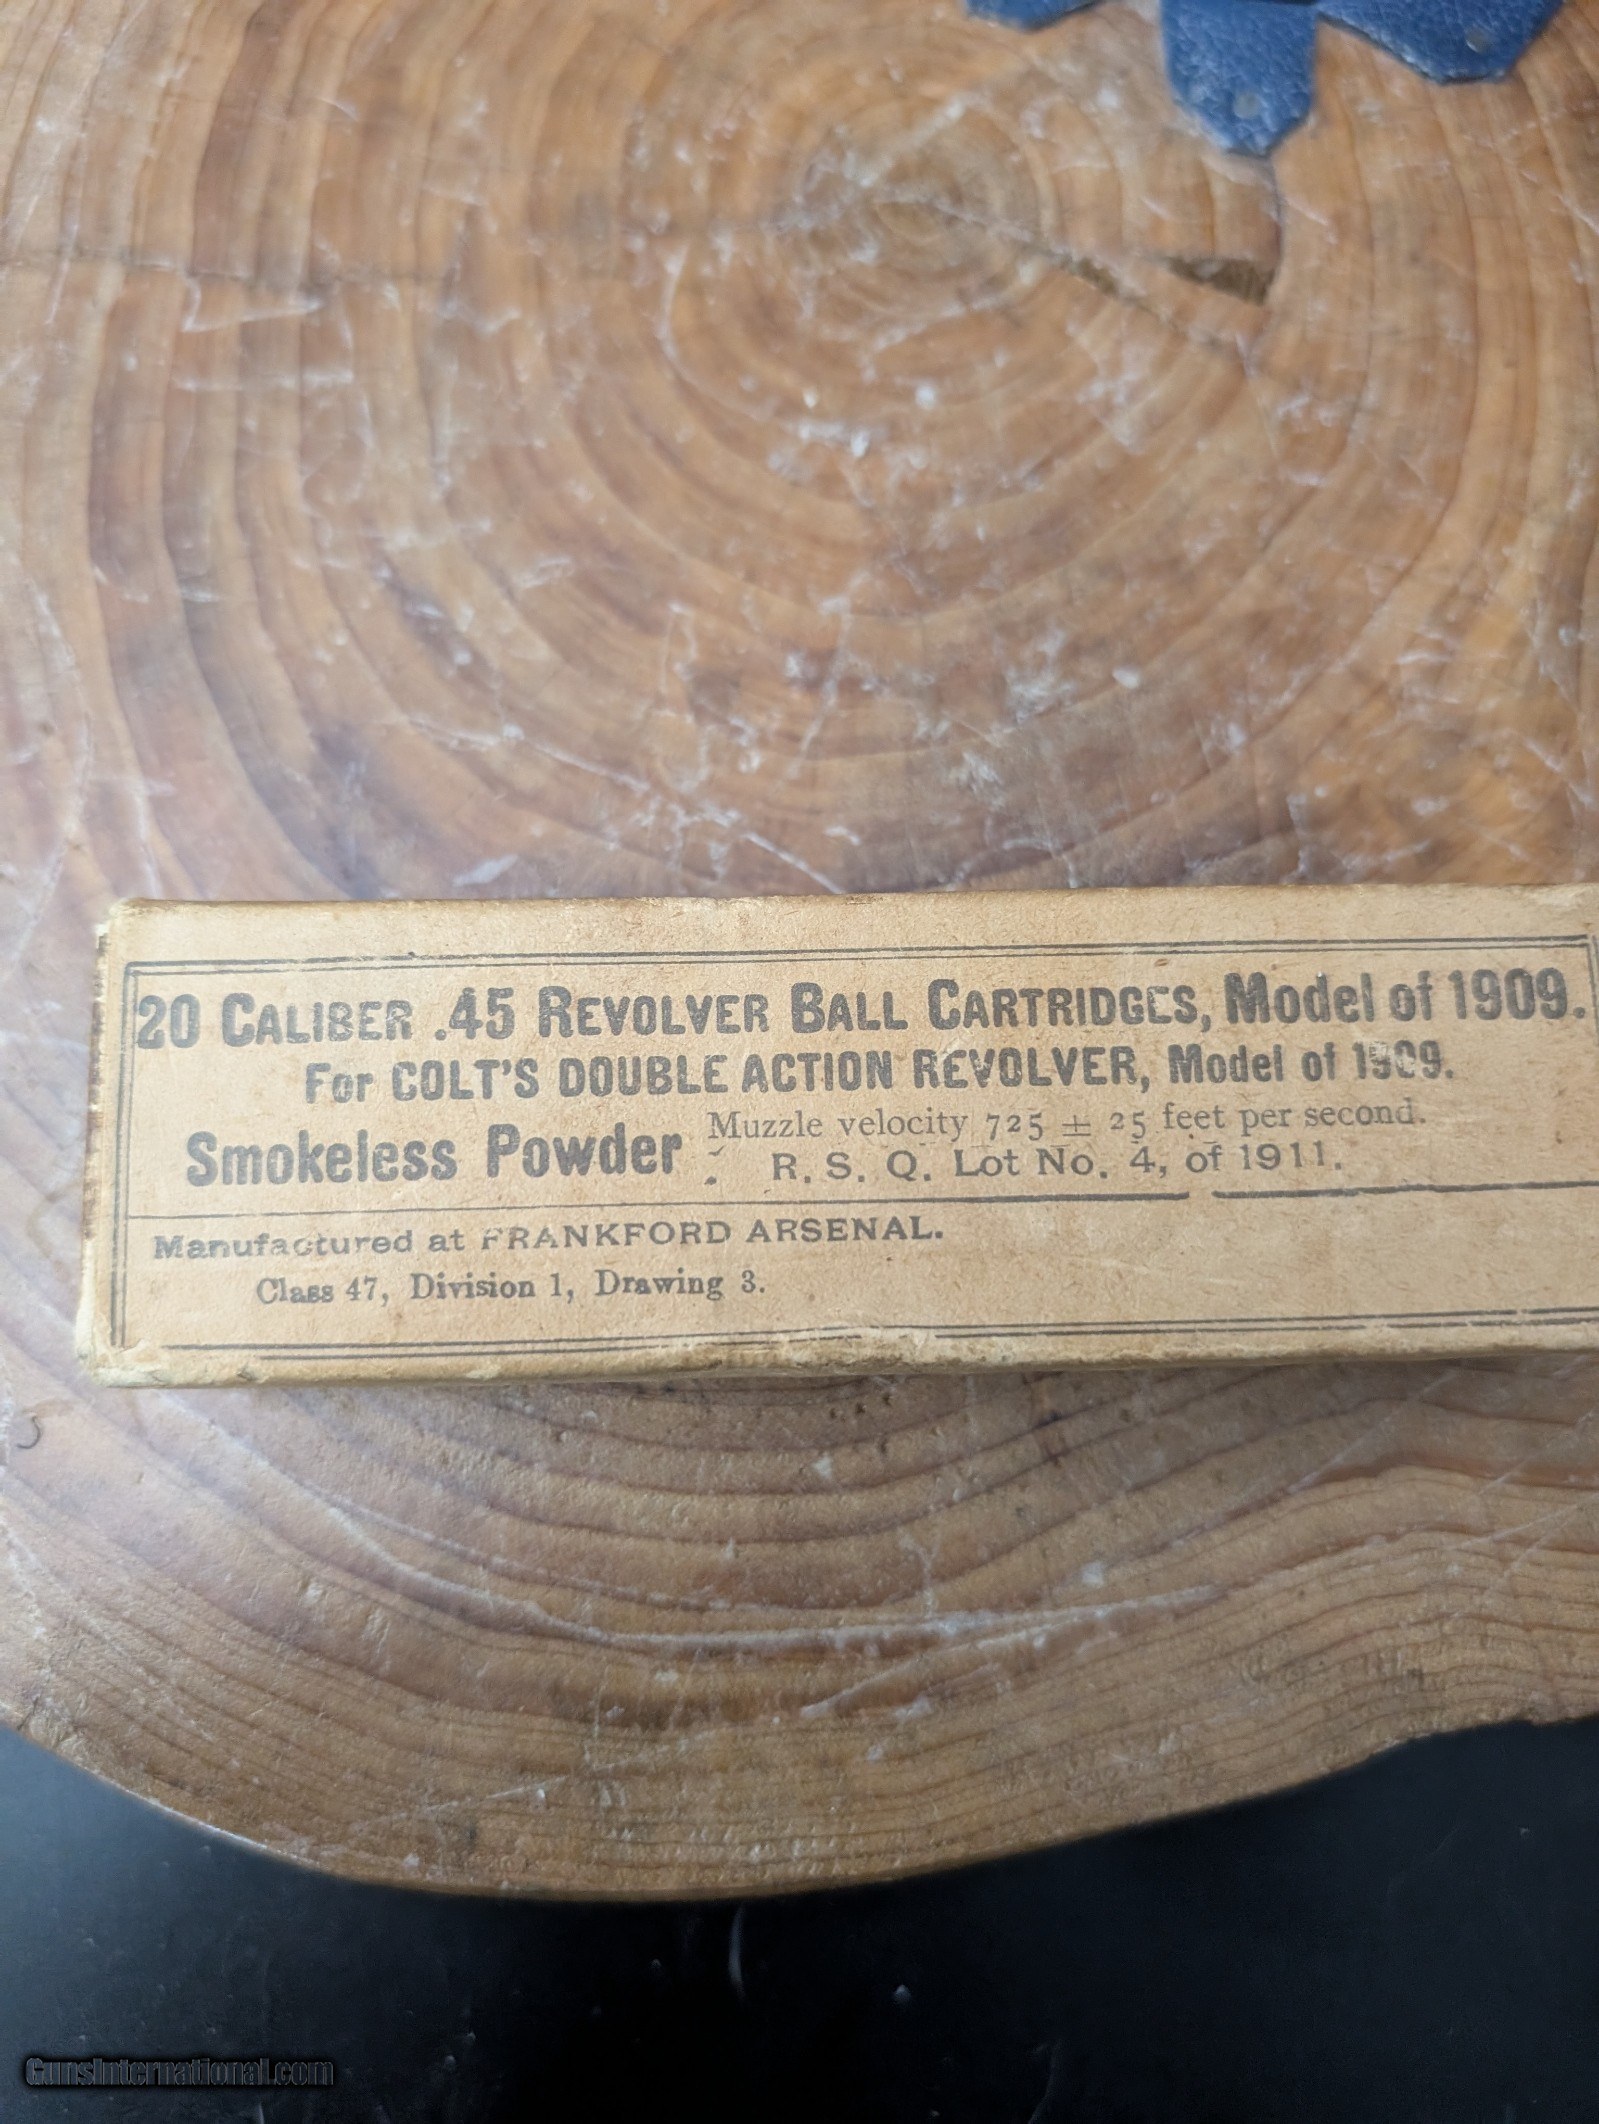 20 CALIBER .45 REVOLVER BALL CARTRIDGES, Model of 1909.
For COLT'S DOUBLE ACTION REVOLVER, Model of 1909.
Smokeless Powder : Muzzle velocity 725 ± 25 feet per second.
R. S. Q. Lot No. 4, of 1911.
Manufactured at FRANKFORD ARSENAL.
Class 47, Division 1, Drawing 3.
GunsInternational.com